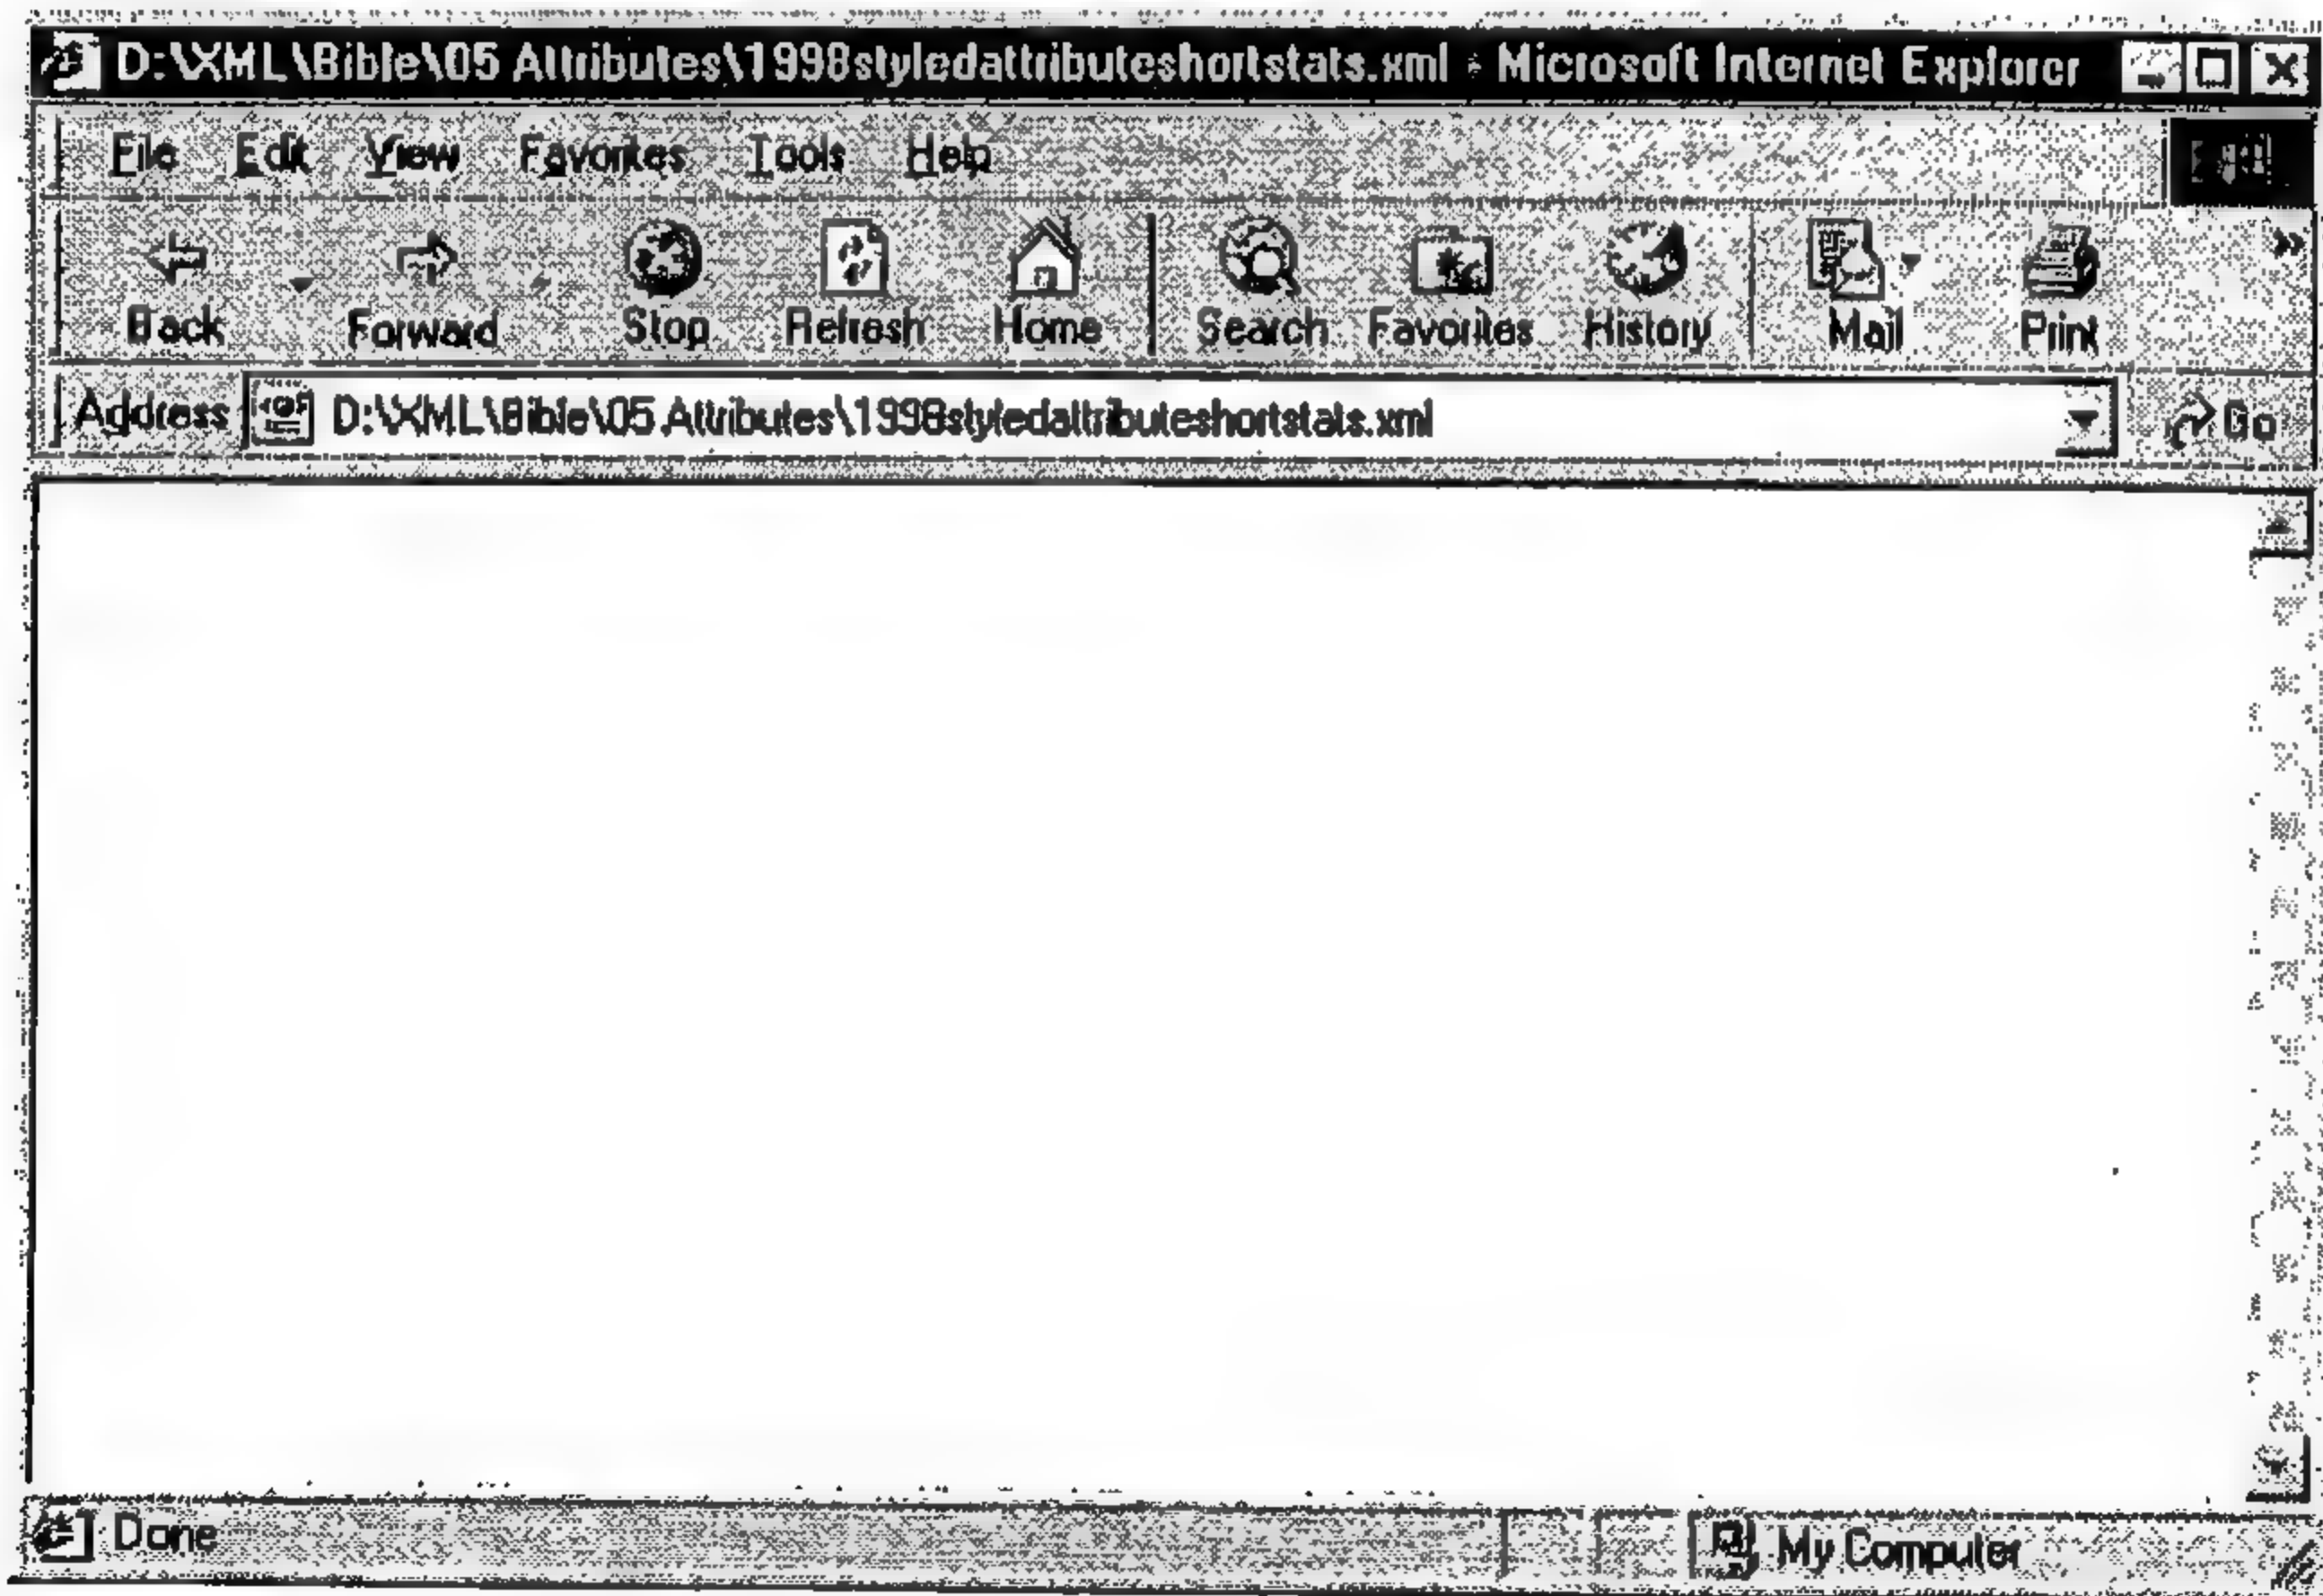 D:\XML\Bible\05 Attributes\1998styledattributeshortstats.xml - Microsoft Internet Explorer
File Edit View Favorites Tools Help
Back Forward Stop Refresh Home Search Favorites History Mail Print »
Address D:\XML\Bible\05 Attributes\1998styledattributeshortstats.xml Go
Done My Computer